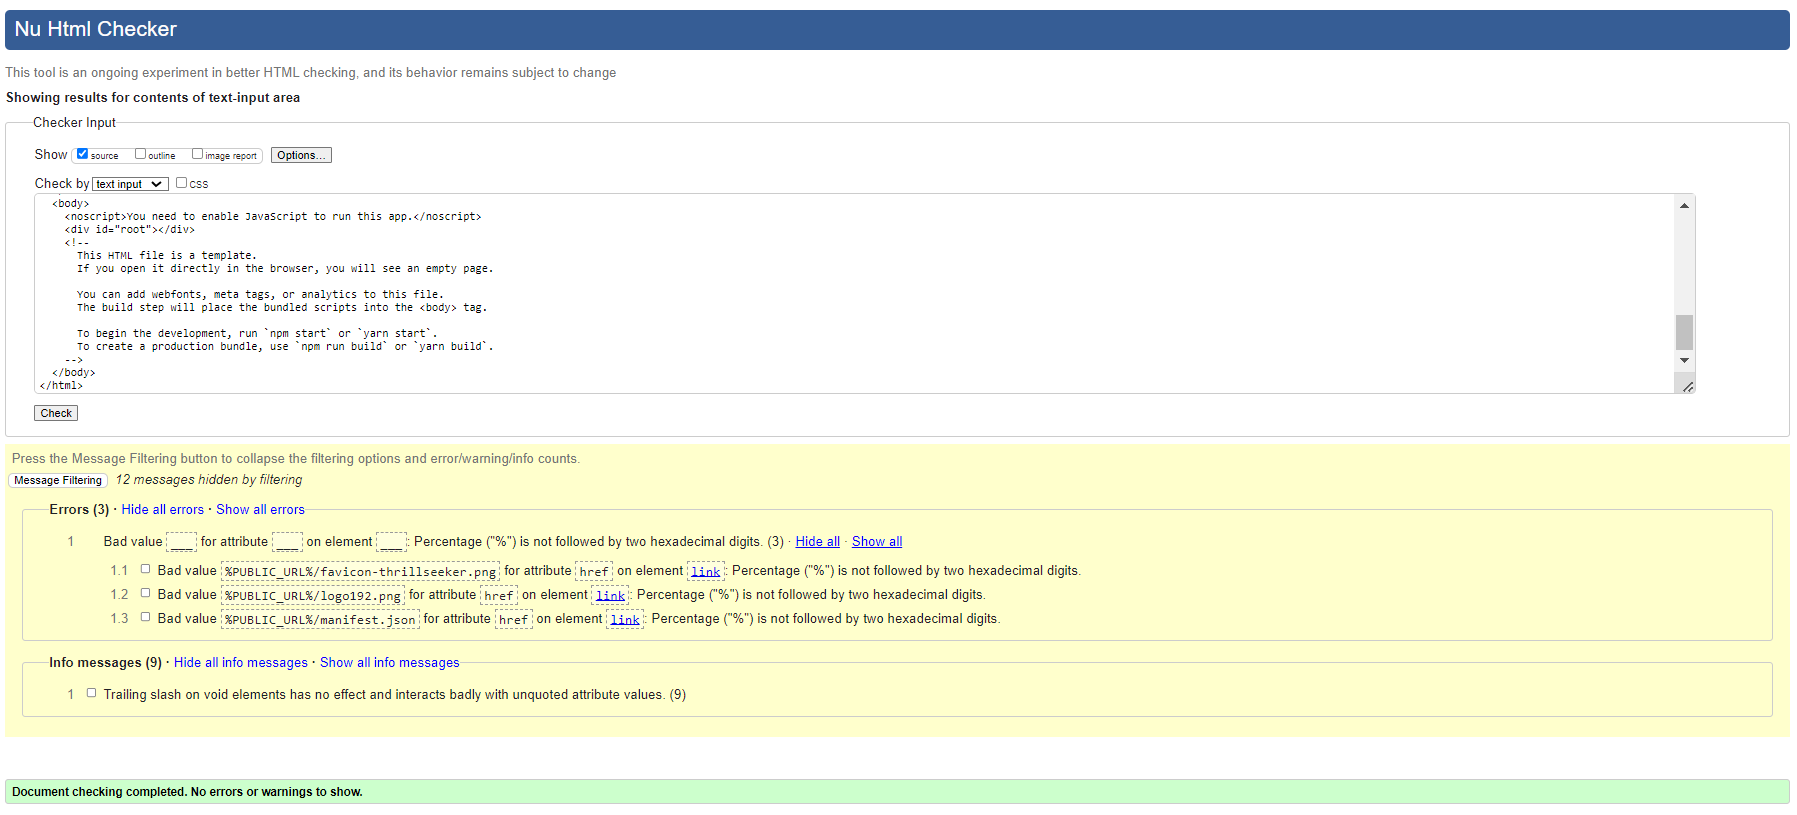 Nu Html Checker
This tool is an ongoing experiment in better HTML checking, and its behavior remains subject to change
Showing results for contents of text-input area
Checker Input
Show source outline image report Options...
Check by text input css
<body>
<noscript>You need to enable JavaScript to run this app.</noscript>
<div id="root"></div>
<!--
This HTML file is a template.
If you open it directly in the browser, you will see an empty page.
You can add webfonts, meta tags, or analytics to this file.
The build step will place the bundled scripts into the <body> tag.
To begin the development, run `npm start` or `yarn start`.
To create a production bundle, use `npm run build` or `yarn build`.
-->
</body>
</html>
Check
Press the Message Filtering button to collapse the filtering options and error/warning/info counts.
Message Filtering 12 messages hidden by filtering
Errors (3) · Hide all errors · Show all errors
1 Bad value ___ for attribute ___ on element ___: Percentage ("%") is not followed by two hexadecimal digits. (3) · Hide all · Show all
1.1 Bad value %PUBLIC_URL%/favicon-thrillseeker.png for attribute href on element link: Percentage ("%") is not followed by two hexadecimal digits.
1.2 Bad value %PUBLIC_URL%/logo192.png for attribute href on element link: Percentage ("%") is not followed by two hexadecimal digits.
1.3 Bad value %PUBLIC_URL%/manifest.json for attribute href on element link: Percentage ("%") is not followed by two hexadecimal digits.
Info messages (9) · Hide all info messages · Show all info messages
1 Trailing slash on void elements has no effect and interacts badly with unquoted attribute values. (9)
Document checking completed. No errors or warnings to show.